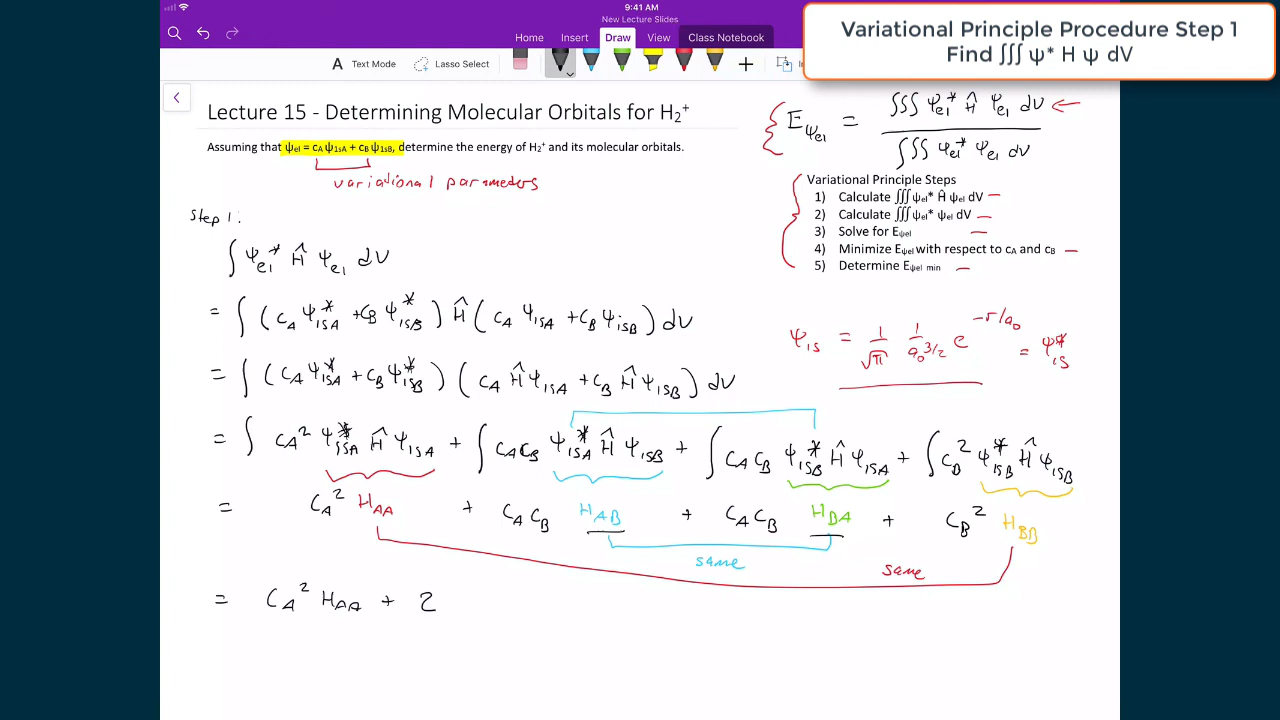 9:41 AM
New Lecture Slides
Home Insert Draw View Class Notebook
Text Mode Lasso Select In
Variational Principle Procedure Step 1
Find ∫∫∫ ψ* H ψ dV
Lecture 15 - Determining Molecular Orbitals for H₂⁺
Assuming that ψel = cAψ1sA + cBψ1sB, determine the energy of H₂⁺ and its molecular orbitals.
variational parameters
E_ψel = ∫∫∫ ψel* Ĥ ψel dV / ∫∫∫ ψel* ψel dV
Variational Principle Steps
1) Calculate ∫∫∫ ψel* Ĥ ψel dV
2) Calculate ∫∫∫ ψel* ψel dV
3) Solve for Eψel
4) Minimize Eψel with respect to cA and cB
5) Determine Eψel min
ψ1s = 1/√π 1/a₀^3/2 e^-r/a₀ = ψ1s*
Step 1:
∫ ψel* Ĥ ψel dV
= ∫ (cA ψ1sA* + cB ψ1sB*) Ĥ (cA ψ1sA + cB ψ1sB) dV
= ∫ (cA ψ1sA* + cB ψ1sB*) (cA Ĥ ψ1sA + cB Ĥ ψ1sB) dV
= ∫ cA² ψ1sA* Ĥ ψ1sA + ∫ cA cB ψ1sA* Ĥ ψ1sB + ∫ cA cB ψ1sB* Ĥ ψ1sA + ∫ cB² ψ1sB* Ĥ ψ1sB
= cA² HAA + cA cB HAB + cA cB HBA + cB² HBB
same
same
= cA² HAA + 2